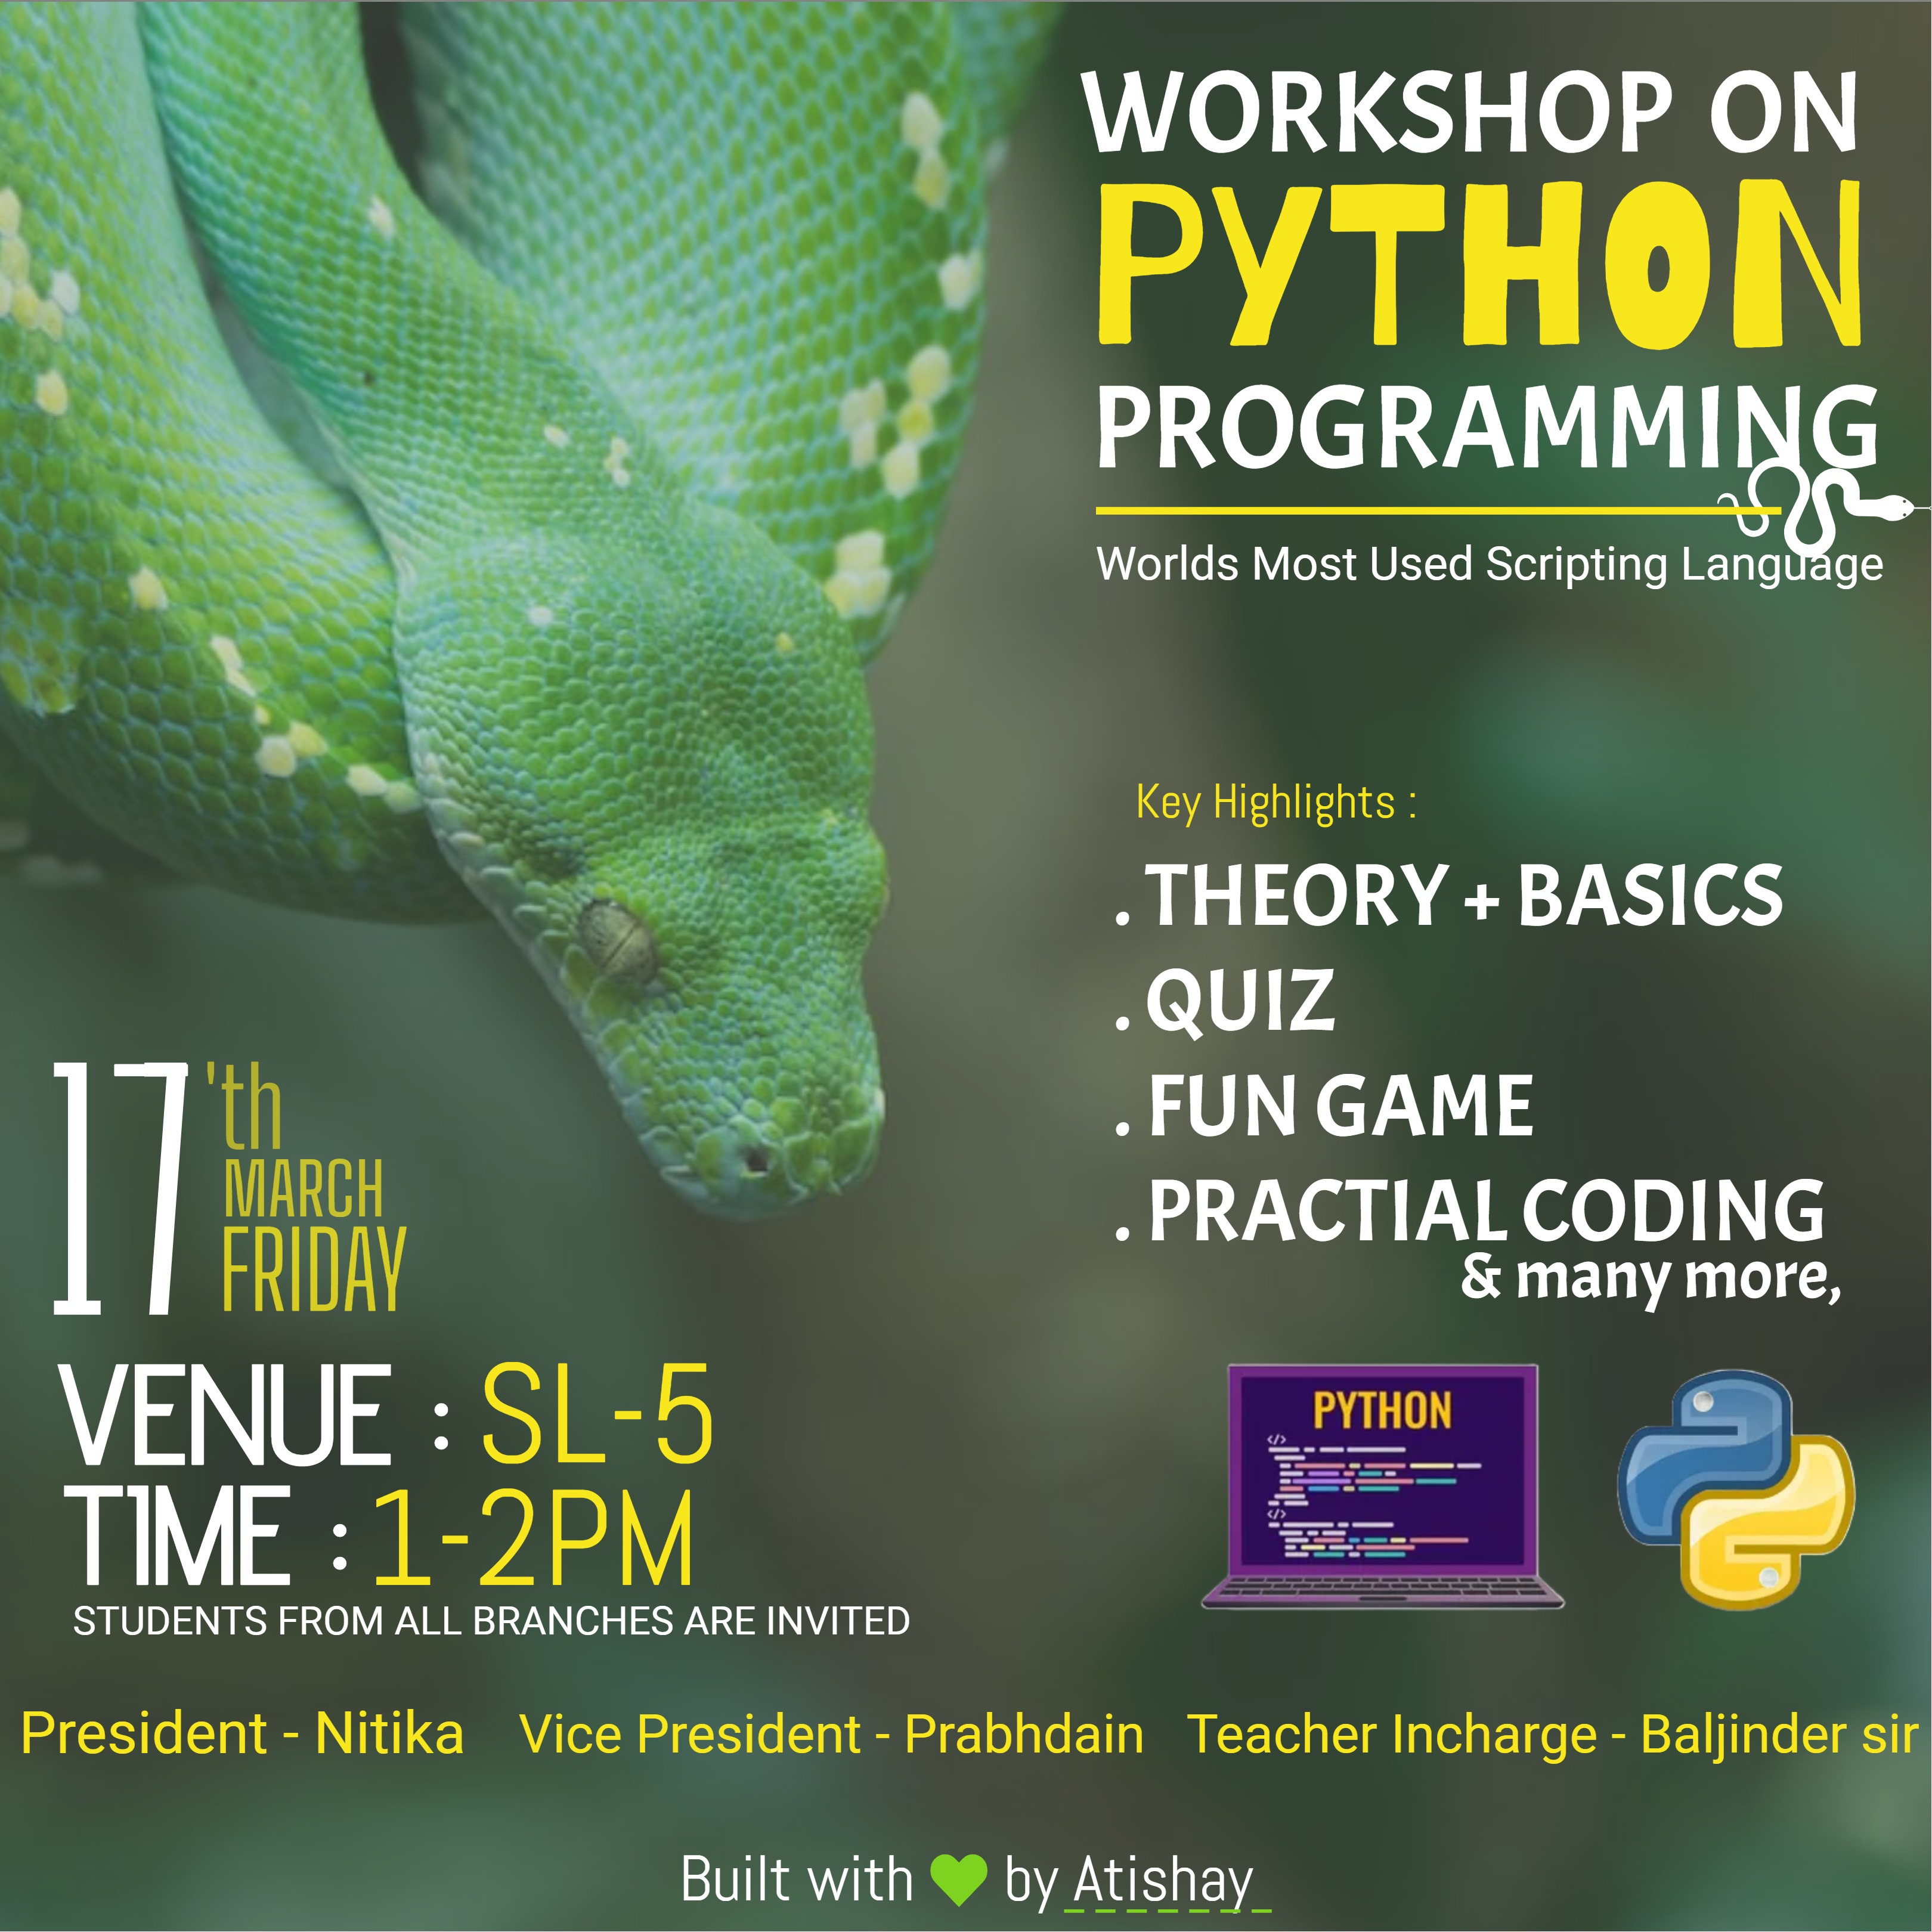 WORKSHOP ON
PYTHON
PROGRAMMING
Worlds Most Used Scripting Language
Key Highlights :
. THEORY + BASICS
. QUIZ
. FUN GAME
. PRACTIAL CODING
& many more,
17'th
MARCH
FRIDAY
VENUE : SL-5
TIME : 1-2PM
STUDENTS FROM ALL BRANCHES ARE INVITED
PYTHON
</>
</>
President - Nitika Vice President - Prabhdain Teacher Incharge - Baljinder sir
Built with 💚 by Atishay